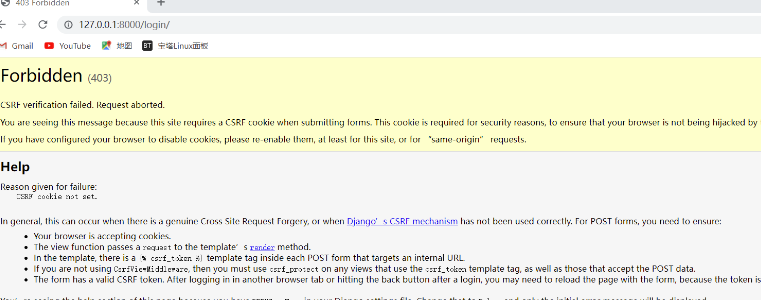 403 Forbidden
127.0.0.1:8000/login/
Gmail YouTube 地图 BT 宝塔Linux面板
Forbidden (403)
CSRF verification failed. Request aborted.
You are seeing this message because this site requires a CSRF cookie when submitting forms. This cookie is required for security reasons, to ensure that your browser is not being hijacked by
If you have configured your browser to disable cookies, please re-enable them, at least for this site, or for “same-origin” requests.
Help
Reason given for failure:
CSRF cookie not set.
In general, this can occur when there is a genuine Cross Site Request Forgery, or when Django's CSRF mechanism has not been used correctly. For POST forms, you need to ensure:
Your browser is accepting cookies.
The view function passes a request to the template's render method.
In the template, there is a {% csrf_token %} template tag inside each POST form that targets an internal URL.
If you are not using CsrfViewMiddleware, then you must use csrf_protect on any views that use the csrf_token template tag, as well as those that accept the POST data.
The form has a valid CSRF token. After logging in in another browser tab or hitting the back button after a login, you may need to reload the page with the form, because the token is